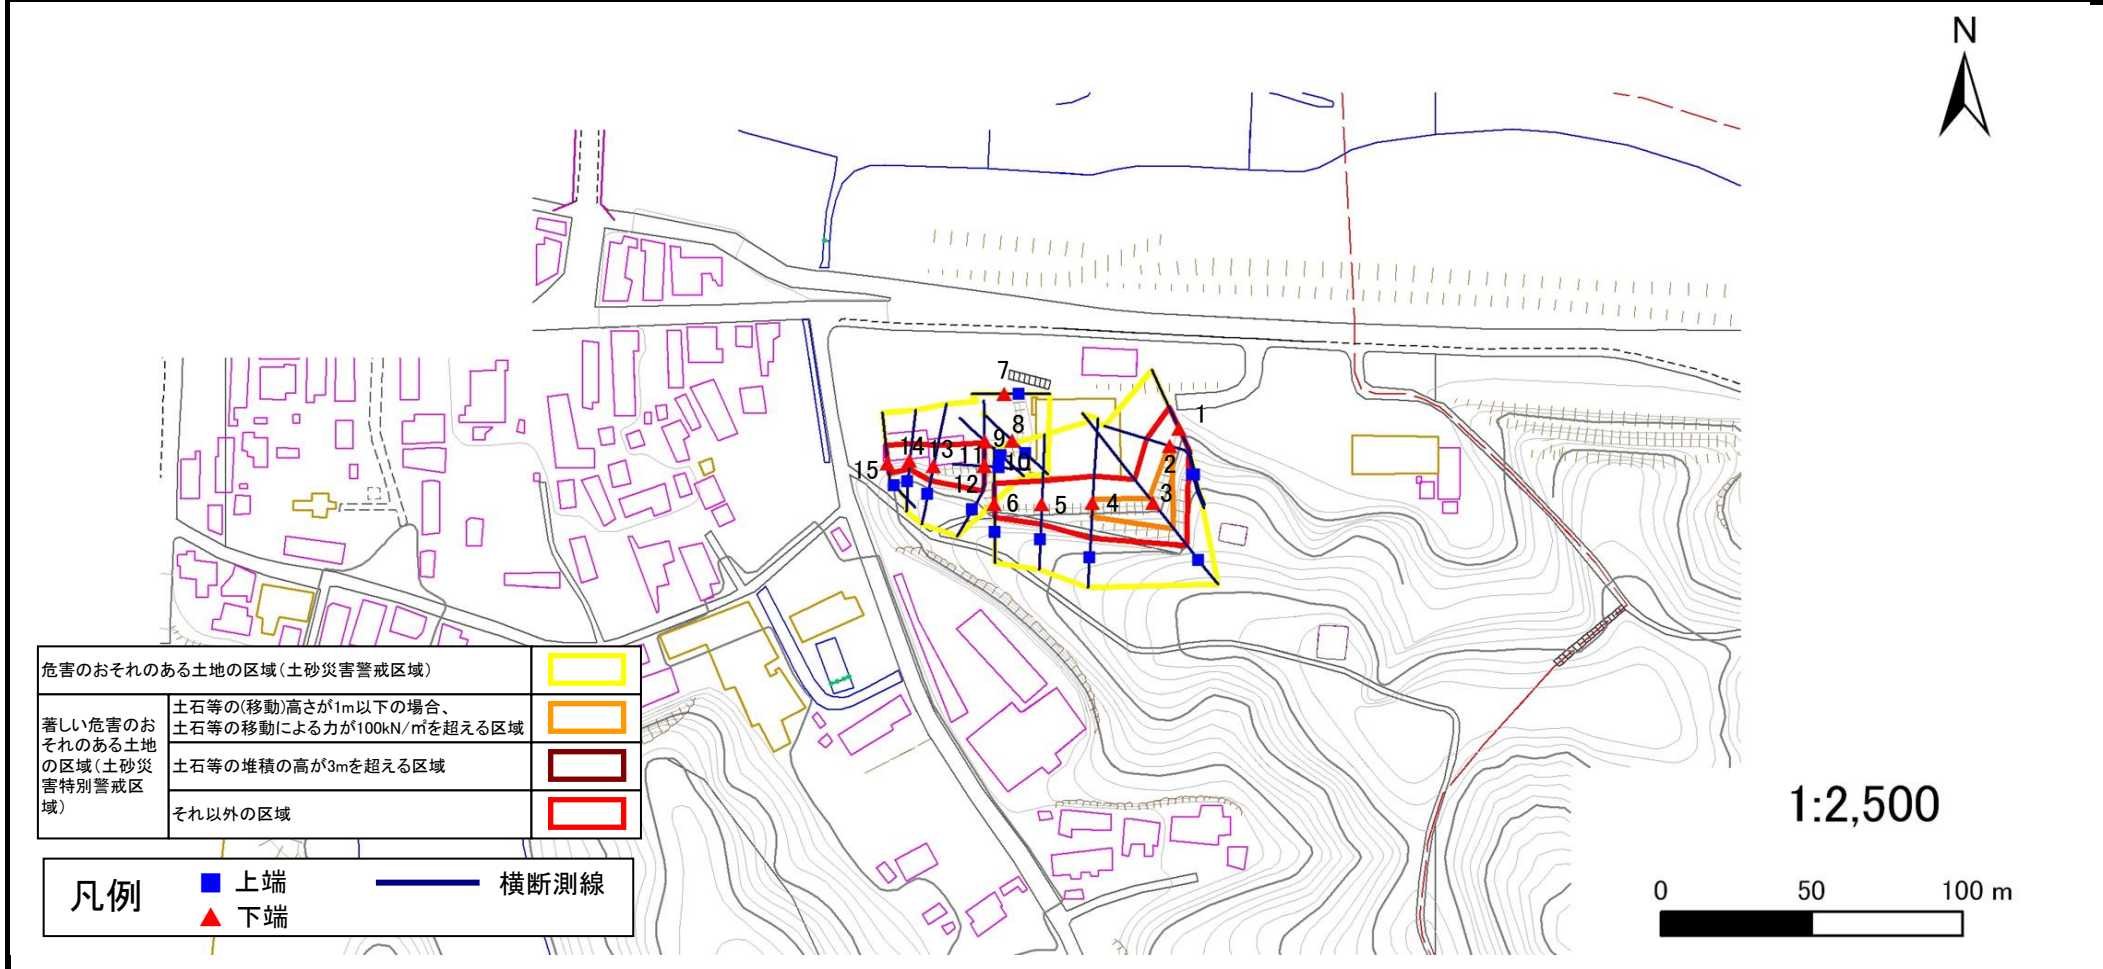 N
7
1
8
9
2
14
13
11
10
15
12
6
5
4
3
危害のおそれのある土地の区域(土砂災害警戒区域)
著しい危害のお
それのある土地
の区域(土砂災
害特別警戒区
域)
土石等の(移動)高さが1m以下の場合、
土石等の移動による力が100kN/㎡を超える区域
土石等の堆積の高が3mを超える区域
それ以外の区域
1:2,500
凡例
上端
横断測線
下端
0 50 100 m